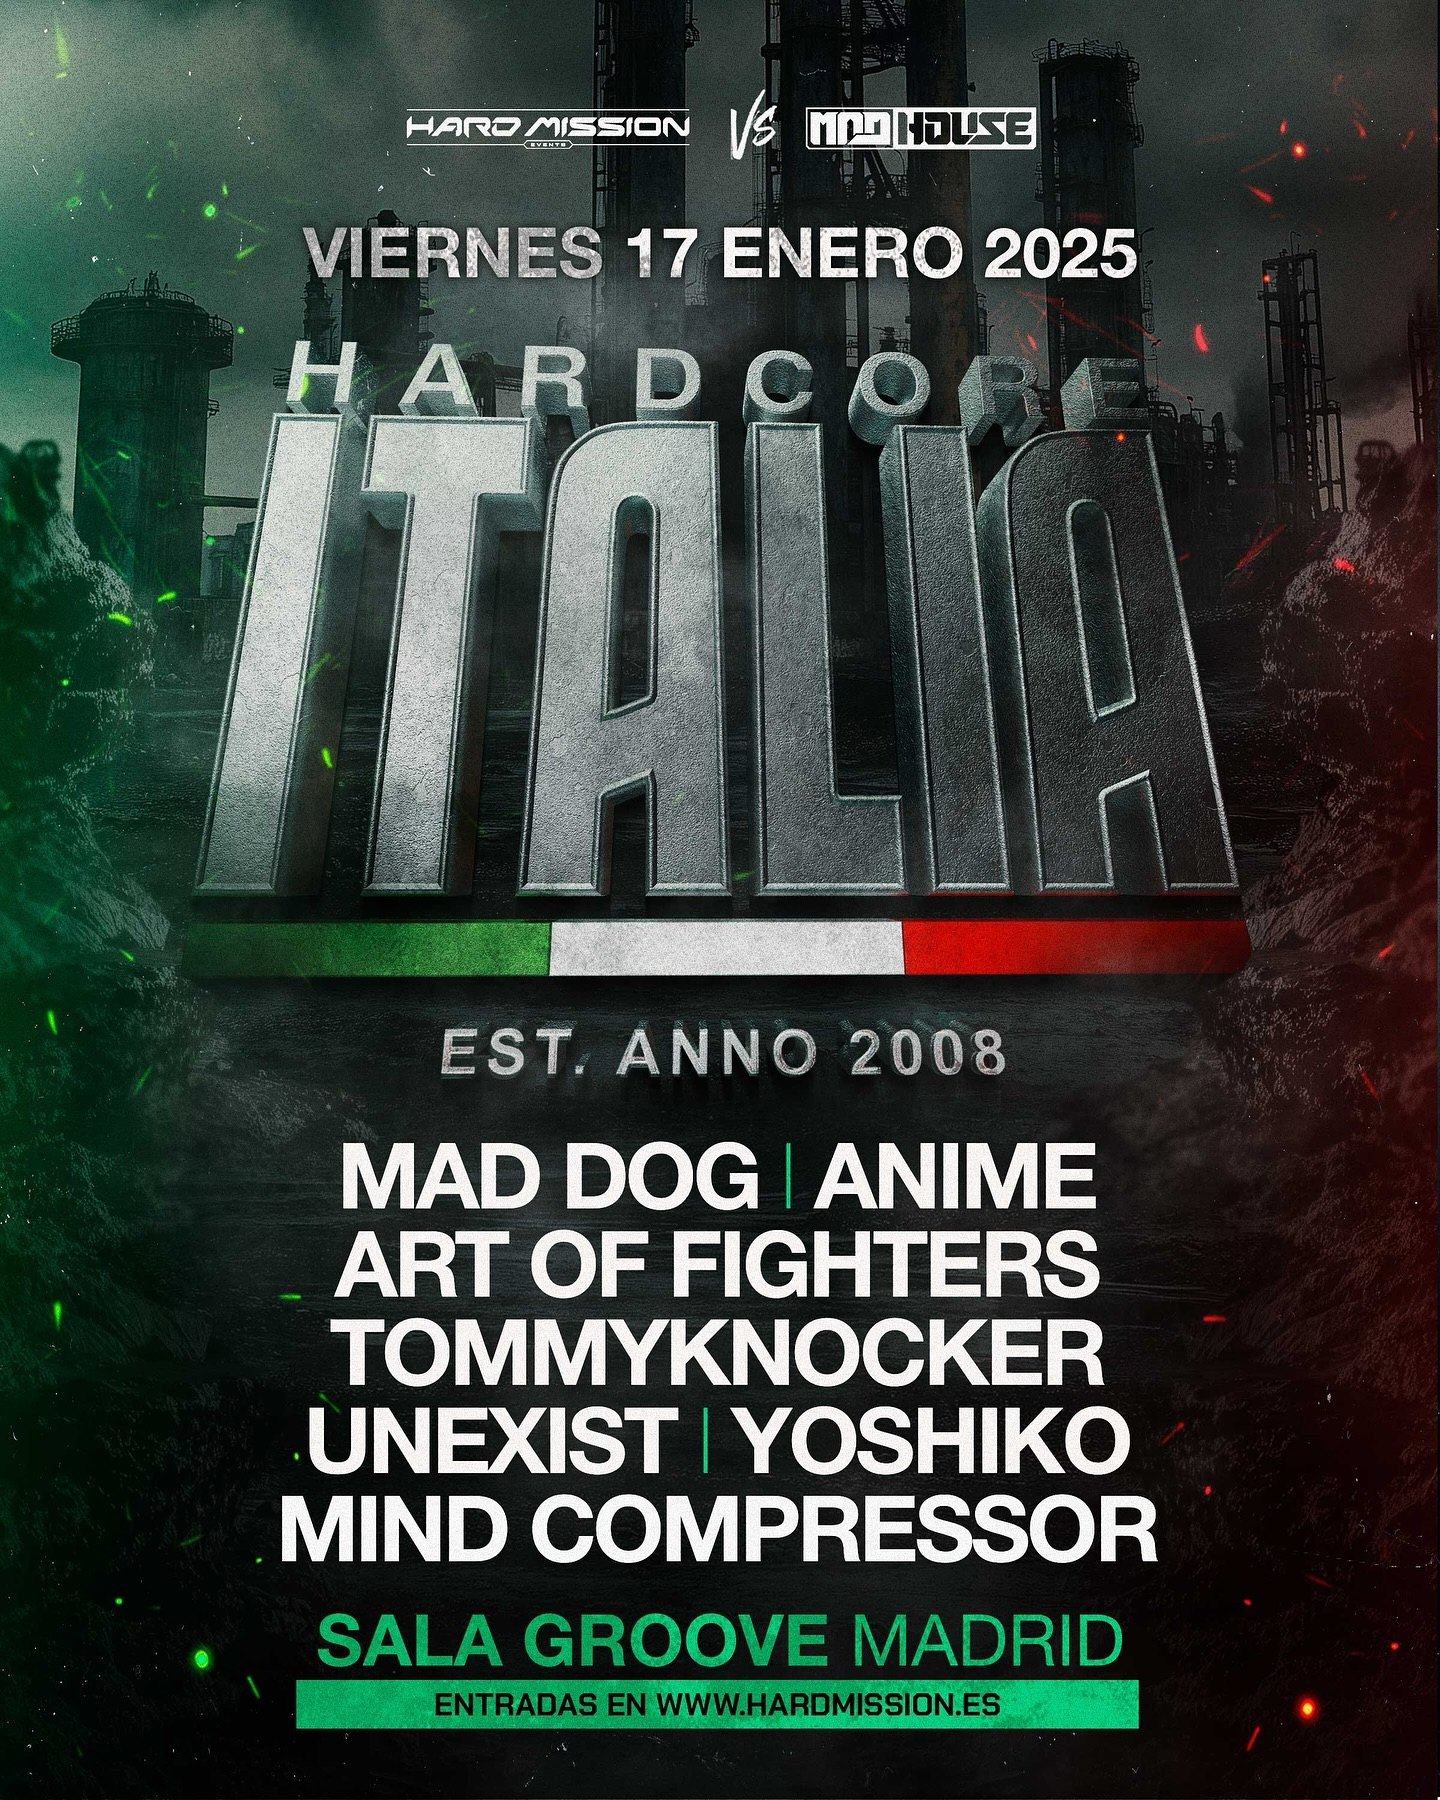 HARD MISSION EVENTS VS MADHOUSE
VIERNES 17 ENERO 2025
HARDCORE
ITALIA
EST. ANNO 2008
MAD DOG | ANIME
ART OF FIGHTERS
TOMMYKNOCKER
UNEXIST | YOSHIKO
MIND COMPRESSOR
SALA GROOVE MADRID
ENTRADAS EN WWW.HARDMISSION.ES